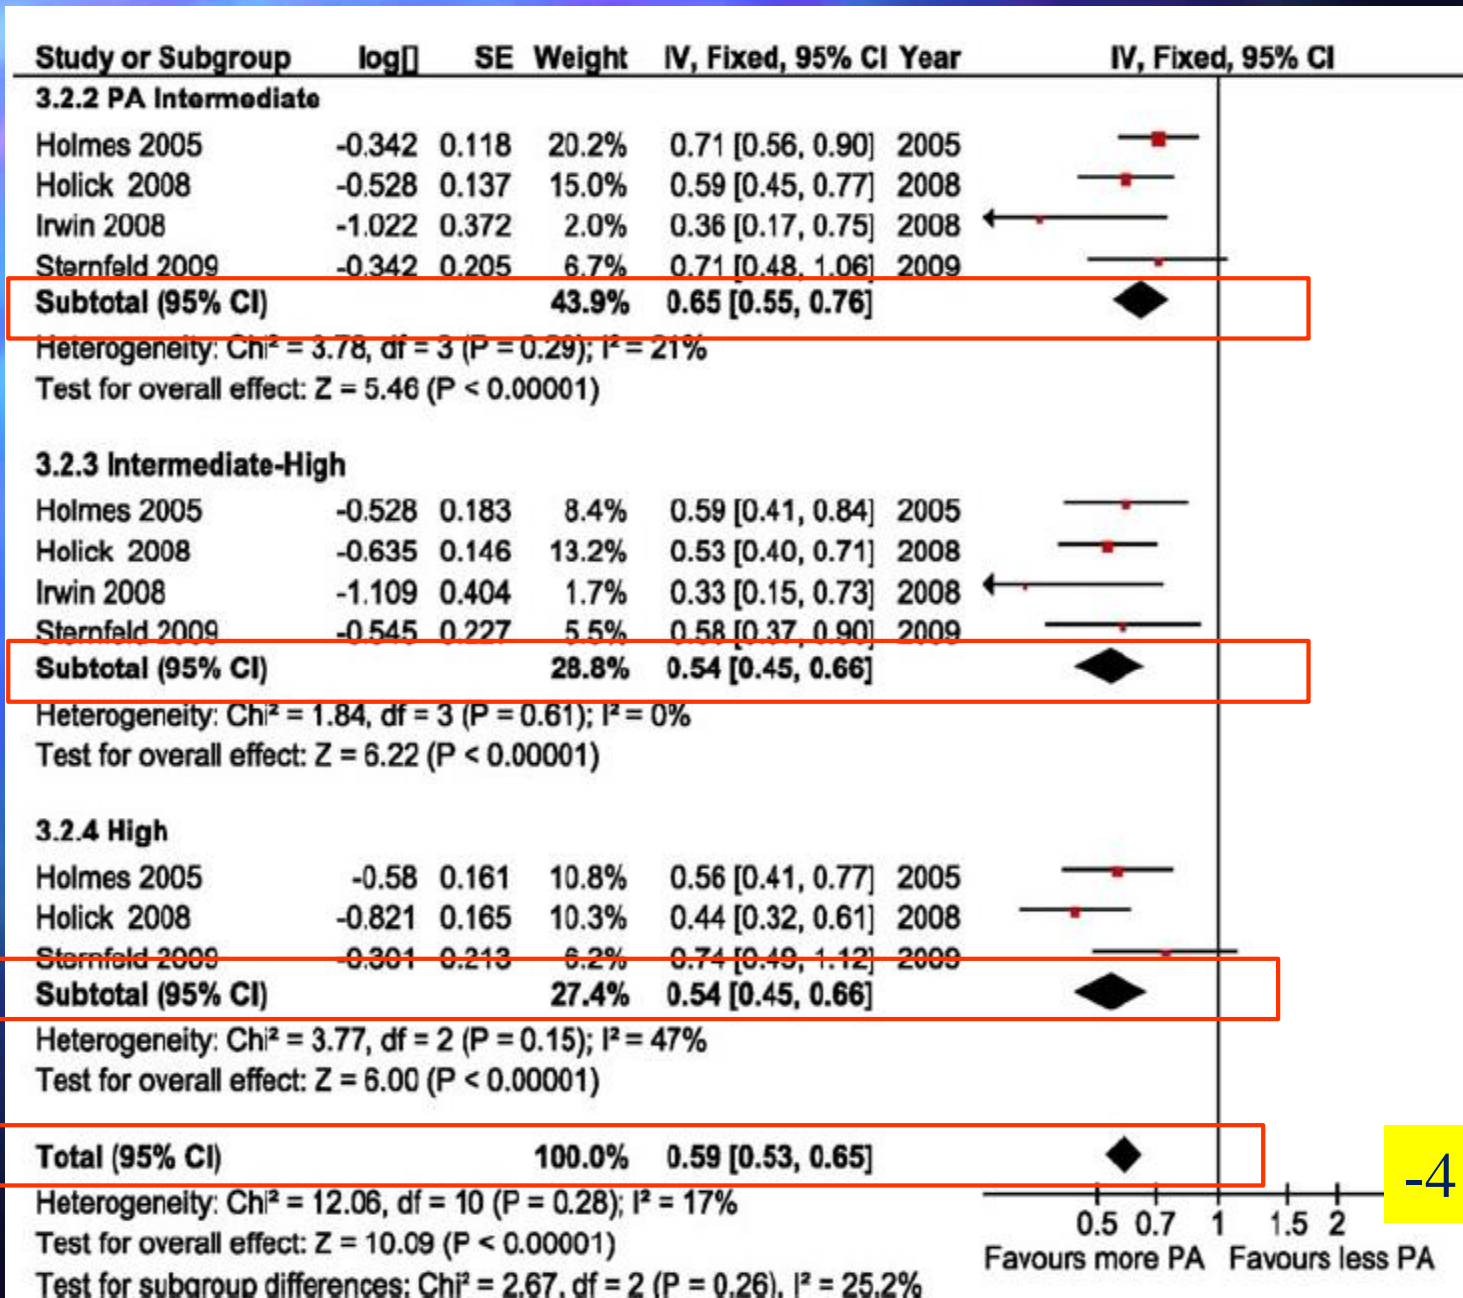 Study or Subgroup log[] SE Weight IV, Fixed, 95% CI Year IV, Fixed, 95% CI
3.2.2 PA Intermediate
Holmes 2005 -0.342 0.118 20.2% 0.71 [0.56, 0.90] 2005
Holick 2008 -0.528 0.137 15.0% 0.59 [0.45, 0.77] 2008
Irwin 2008 -1.022 0.372 2.0% 0.36 [0.17, 0.75] 2008
Sternfeld 2009 -0.342 0.205 6.7% 0.71 [0.48, 1.06] 2009
Subtotal (95% CI) 43.9% 0.65 [0.55, 0.76]
Heterogeneity: Chi² = 3.78, df = 3 (P = 0.29); I² = 21%
Test for overall effect: Z = 5.46 (P < 0.00001)
3.2.3 Intermediate-High
Holmes 2005 -0.528 0.183 8.4% 0.59 [0.41, 0.84] 2005
Holick 2008 -0.635 0.146 13.2% 0.53 [0.40, 0.71] 2008
Irwin 2008 -1.109 0.404 1.7% 0.33 [0.15, 0.73] 2008
Sternfeld 2009 -0.545 0.227 5.5% 0.58 [0.37, 0.90] 2009
Subtotal (95% CI) 28.8% 0.54 [0.45, 0.66]
Heterogeneity: Chi² = 1.84, df = 3 (P = 0.61); I² = 0%
Test for overall effect: Z = 6.22 (P < 0.00001)
3.2.4 High
Holmes 2005 -0.58 0.161 10.8% 0.56 [0.41, 0.77] 2005
Holick 2008 -0.821 0.165 10.3% 0.44 [0.32, 0.61] 2008
Sternfeld 2009 -0.301 0.213 6.2% 0.74 [0.49, 1.12] 2009
Subtotal (95% CI) 27.4% 0.54 [0.45, 0.66]
Heterogeneity: Chi² = 3.77, df = 2 (P = 0.15); I² = 47%
Test for overall effect: Z = 6.00 (P < 0.00001)
Total (95% CI) 100.0% 0.59 [0.53, 0.65]
-4
Heterogeneity: Chi² = 12.06, df = 10 (P = 0.28); I² = 17%
0.5 0.7 1 1.5 2
Test for overall effect: Z = 10.09 (P < 0.00001)
Favours more PA Favours less PA
Test for subgroup differences: Chi² = 2.67, df = 2 (P = 0.26), I² = 25.2%